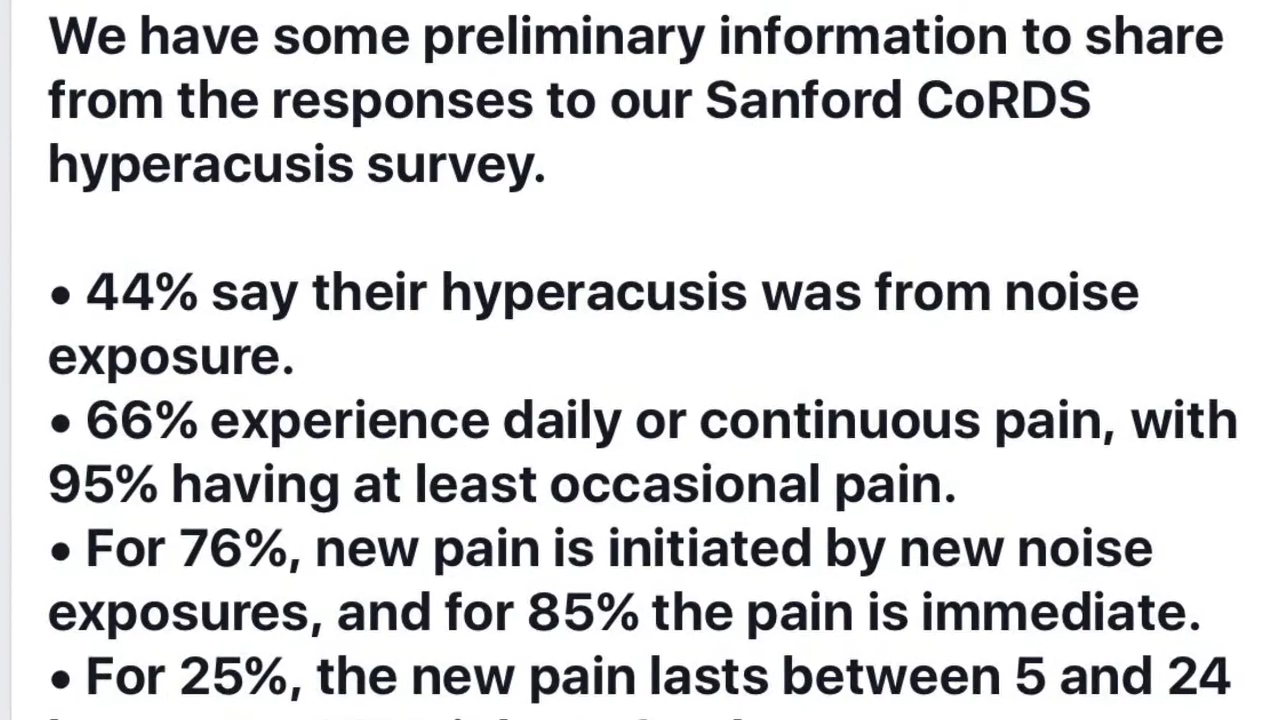 We have some preliminary information to share
from the responses to our Sanford CoRDS
hyperacusis survey.
• 44% say their hyperacusis was from noise
exposure.
• 66% experience daily or continuous pain, with
95% having at least occasional pain.
• For 76%, new pain is initiated by new noise
exposures, and for 85% the pain is immediate.
• For 25%, the new pain lasts between 5 and 24